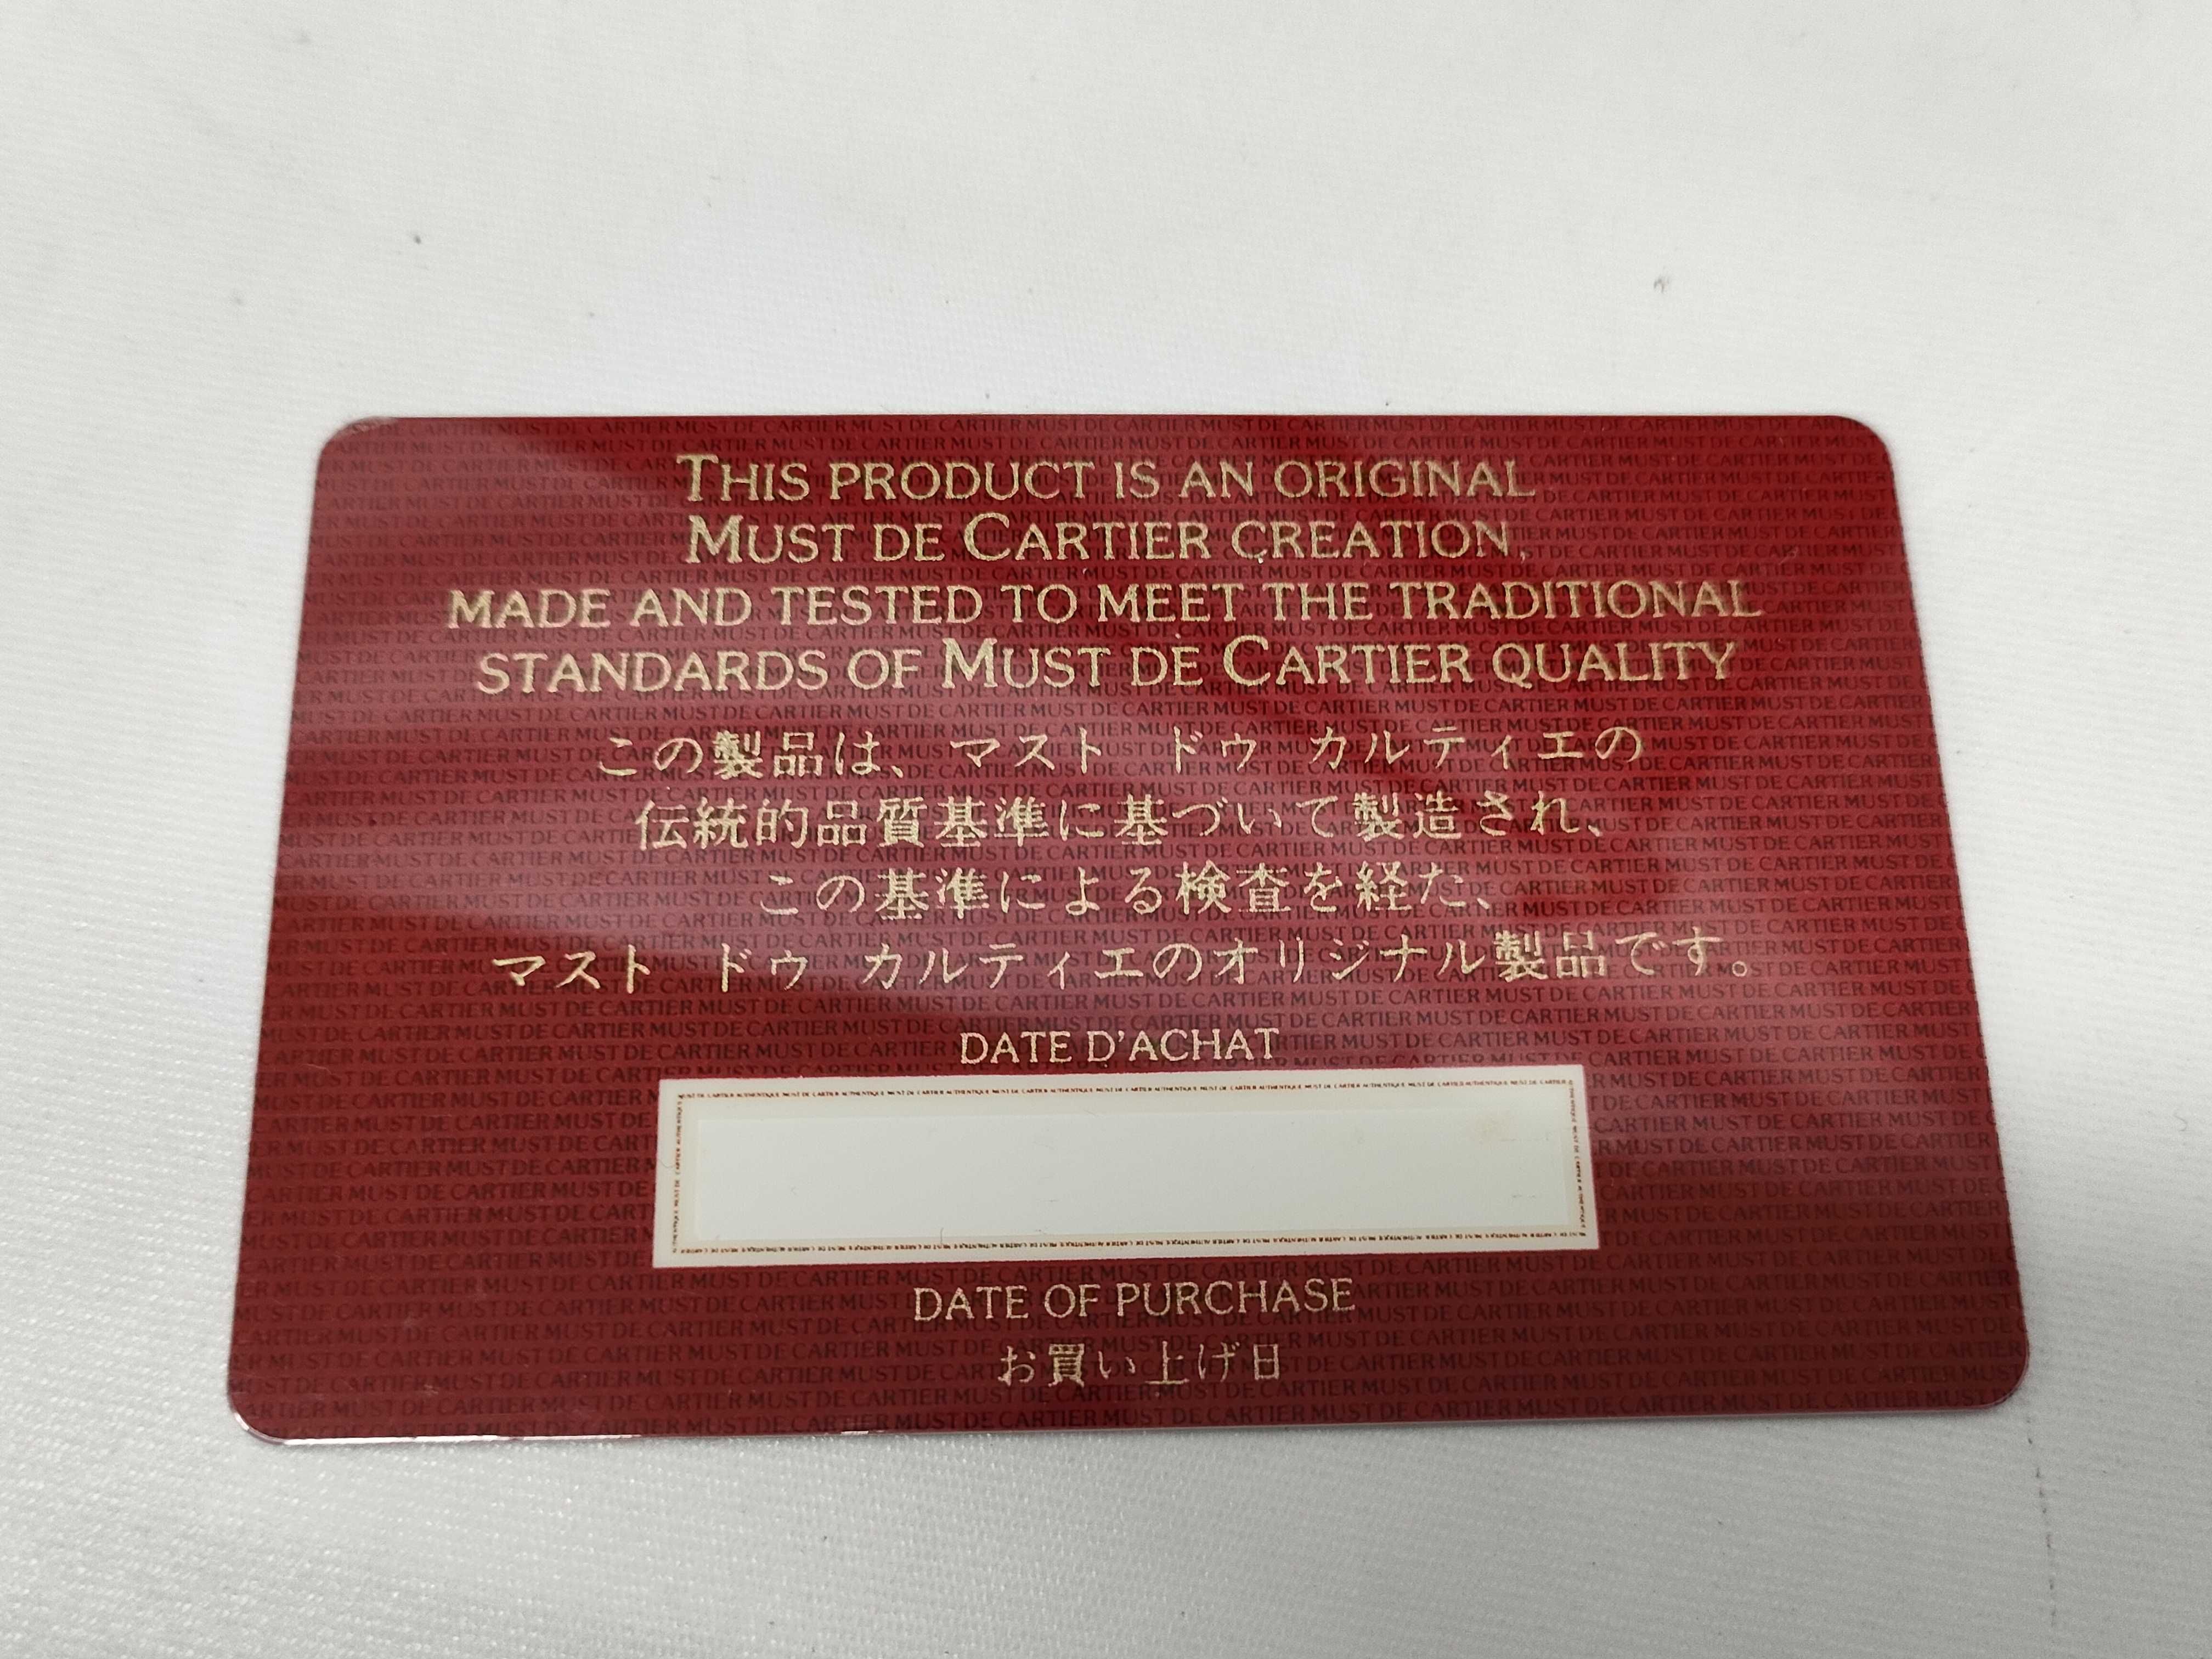 THIS PRODUCT IS AN ORIGINAL
MUST DE CARTIER CREATION,
MADE AND TESTED TO MEET THE TRADITIONAL
STANDARDS OF MUST DE CARTIER QUALITY
この製品は、マスト ドゥ カルティエの
伝統的品質基準に基づいて製造され、
この基準による検査を経た、
マスト ドゥ カルティエのオリジナル製品です。
DATE D'ACHAT
DATE OF PURCHASE
お買い上げ日